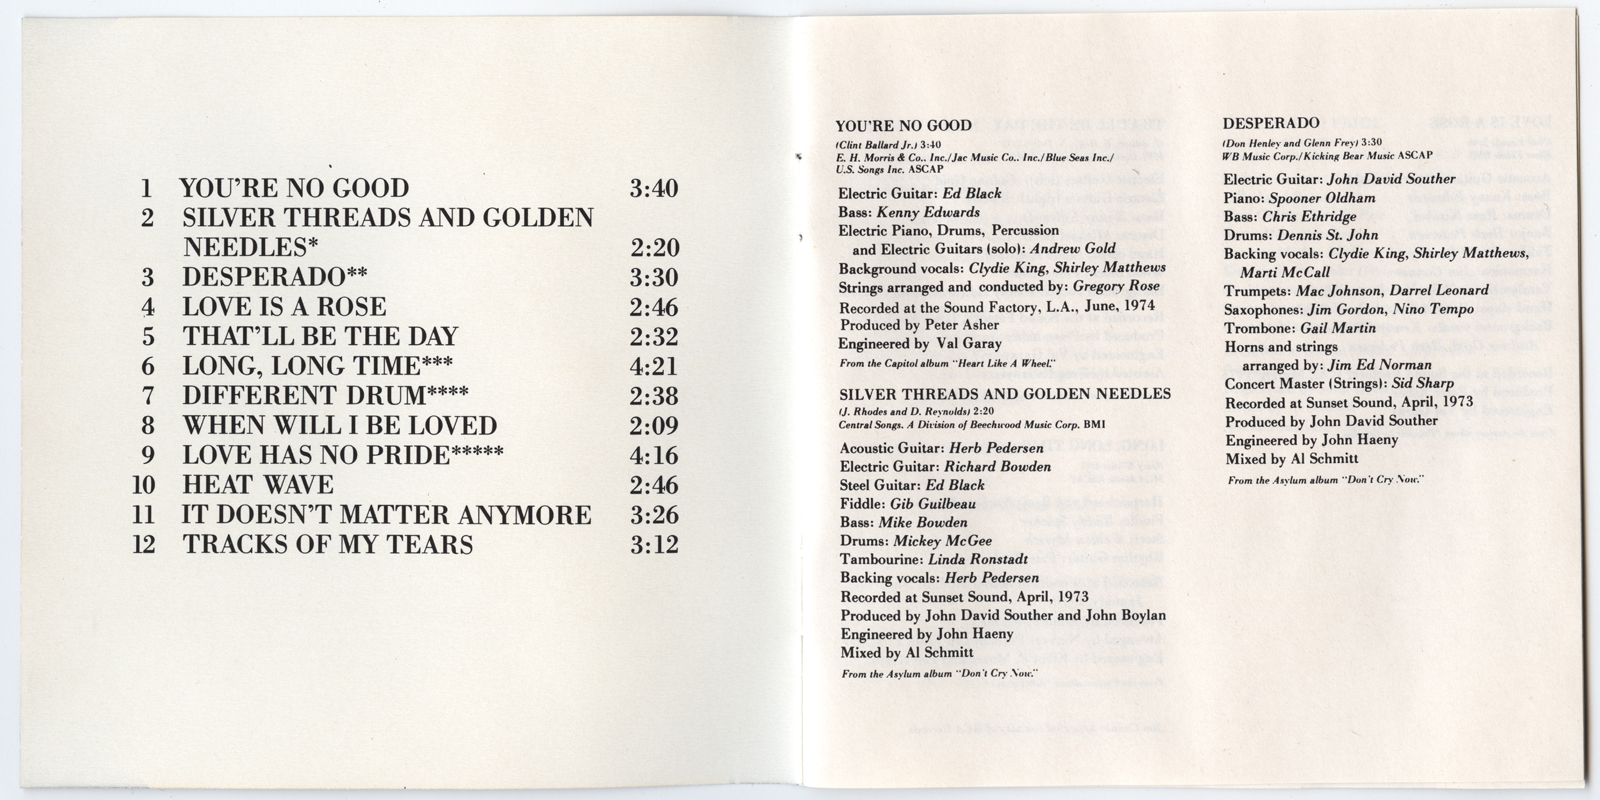 1 YOU'RE NO GOOD 3:40
2 SILVER THREADS AND GOLDEN
NEEDLES* 2:20
3 DESPERADO** 3:30
4 LOVE IS A ROSE 2:46
5 THAT'LL BE THE DAY 2:32
6 LONG, LONG TIME*** 4:21
7 DIFFERENT DRUM**** 2:38
8 WHEN WILL I BE LOVED 2:09
9 LOVE HAS NO PRIDE***** 4:16
10 HEAT WAVE 2:46
11 IT DOESN'T MATTER ANYMORE 3:26
12 TRACKS OF MY TEARS 3:12
YOU'RE NO GOOD
(Clint Ballard Jr.) 3:40
E. H. Morris & Co., Inc./Jac Music Co., Inc./Blue Seas Inc./
U.S. Songs Inc. ASCAP
Electric Guitar: Ed Black
Bass: Kenny Edwards
Electric Piano, Drums, Percussion
and Electric Guitars (solo): Andrew Gold
Background vocals: Clydie King, Shirley Matthews
Strings arranged and conducted by: Gregory Rose
Recorded at the Sound Factory, L.A., June, 1974
Produced by Peter Asher
Engineered by Val Garay
From the Capitol album "Heart Like A Wheel."
SILVER THREADS AND GOLDEN NEEDLES
(J. Rhodes and D. Reynolds) 2:20
Central Songs. A Division of Beechwood Music Corp. BMI
Acoustic Guitar: Herb Pedersen
Electric Guitar: Richard Bowden
Steel Guitar: Ed Black
Fiddle: Gib Guilbeau
Bass: Mike Bowden
Drums: Mickey McGee
Tambourine: Linda Ronstadt
Backing vocals: Herb Pedersen
Recorded at Sunset Sound, April, 1973
Produced by John David Souther and John Boylan
Engineered by John Haeny
Mixed by Al Schmitt
From the Asylum album "Don't Cry Now."
DESPERADO
(Don Henley and Glenn Frey) 3:30
WB Music Corp./Kicking Bear Music ASCAP
Electric Guitar: John David Souther
Piano: Spooner Oldham
Bass: Chris Ethridge
Drums: Dennis St. John
Backing vocals: Clydie King, Shirley Matthews,
Marti McCall
Trumpets: Mac Johnson, Darrel Leonard
Saxophones: Jim Gordon, Nino Tempo
Trombone: Gail Martin
Horns and strings
arranged by: Jim Ed Norman
Concert Master (Strings): Sid Sharp
Recorded at Sunset Sound, April, 1973
Produced by John David Souther
Engineered by John Haeny
Mixed by Al Schmitt
From the Asylum album "Don't Cry Now."